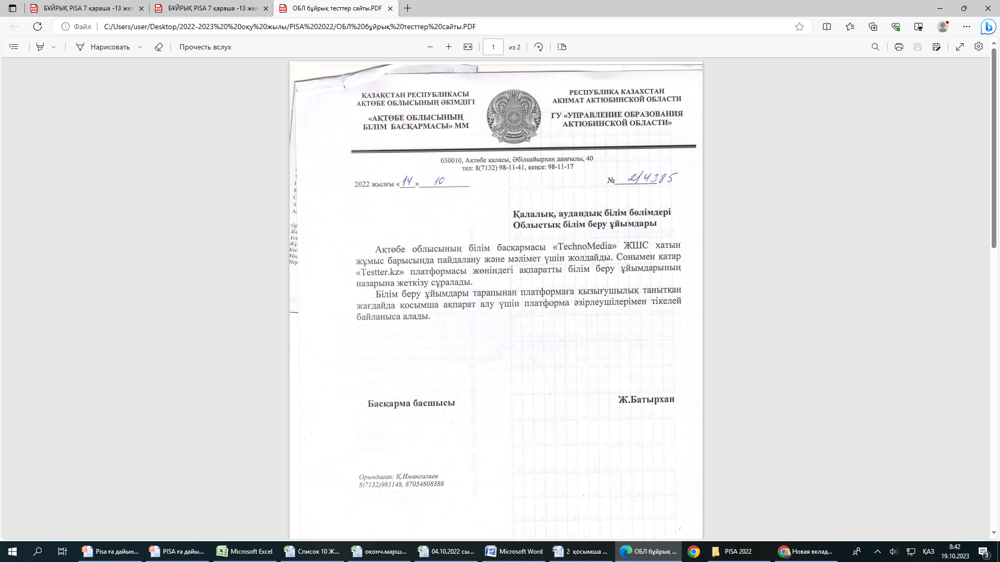 БҰЙРЫҚ PISA 7 қараша -13 жел
БҰЙРЫҚ PISA 7 қараша -13 жел
ОБЛ бұйрық тесттер сайты.PDF
Файл
C:/Users/user/Desktop/2022-2023%20%20оқу%20жылы/PISA%202022/ОБЛ%20бұйрық%20тесттер%20сайты.PDF
Нарисовать
Прочесть вслух
1
из 2
ҚАЗАҚСТАН РЕСПУБЛИКАСЫ
АҚТӨБЕ ОБЛЫСЫНЫҢ ӘКІМДІГІ
«АҚТӨБЕ ОБЛЫСЫНЫҢ
БІЛІМ БАСҚАРМАСЫ» ММ
QAZAQSTAN
РЕСПУБЛИКА КАЗАХСТАН
АКИМАТ АКТЮБИНСКОЙ ОБЛАСТИ
ГУ «УПРАВЛЕНИЕ ОБРАЗОВАНИЯ
АКТЮБИНСКОЙ ОБЛАСТИ»
030010, Ақтөбе қаласы, Әбілқайырхан даңғылы, 40
тел: 8(7132) 98-11-41, кеңсе: 98-11-17
2022 жылғы «14» 10
№ 2/4385
Қалалық, аудандық білім бөлімдері
Облыстық білім беру ұйымдары
Ақтөбе облысының білім басқармасы «TechnoMedia» ЖШС хатын
жұмыс барысында пайдалану және мәлімет үшін жолдайды. Сонымен қатар
«Testter.kz» платформасы жөніндегі ақпаратты білім беру ұйымдарының
назарына жеткізу сұралады.
Білім беру ұйымдары тарапынан платформаға қызығушылық танытқан
жағдайда қосымша ақпарат алу үшін платформа әзірлеушілерімен тікелей
байланыса алады.
Басқарма басшысы
Ж.Батырхан
Орындаған: Қ.Имангалиев
8(7132)981148, 87054808386
Pisa ға дайын...
PISA ға дайы...
Microsoft Excel
Список 10 Ж...
оконч.марш...
04.10.2022 сы...
Microsoft Word
2 қосымша ...
ОБЛ бұйрық ...
PISA 2022
Новая вклад...
ҚАЗ
8:42
19.10.2023
3